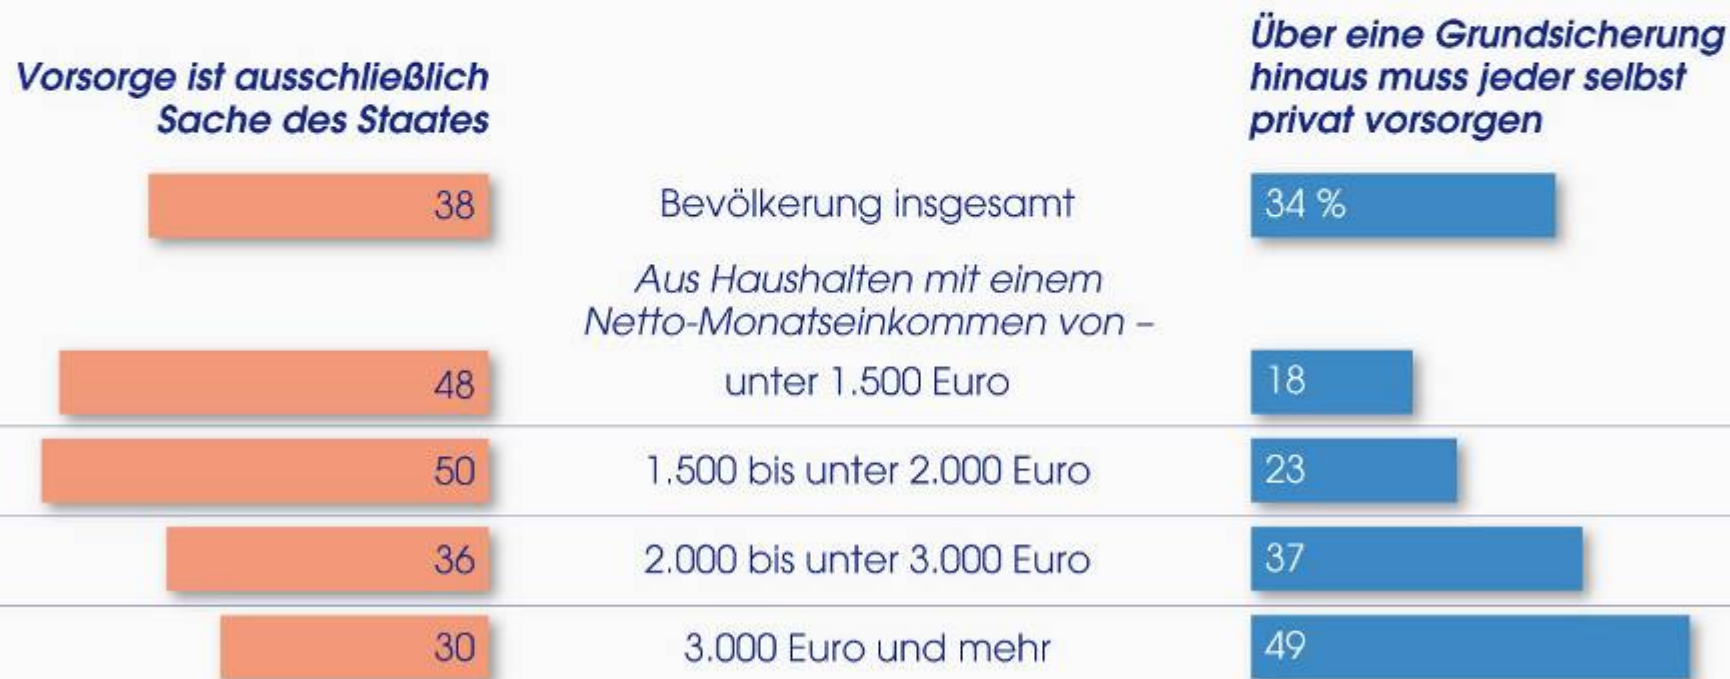 Vorsorge ist ausschließlich
Sache des Staates
Über eine Grundsicherung
hinaus muss jeder selbst
privat vorsorgen
38 Bevölkerung insgesamt 34 %
Aus Haushalten mit einem
Netto-Monatseinkommen von –
48 unter 1.500 Euro 18
50 1.500 bis unter 2.000 Euro 23
36 2.000 bis unter 3.000 Euro 37
30 3.000 Euro und mehr 49